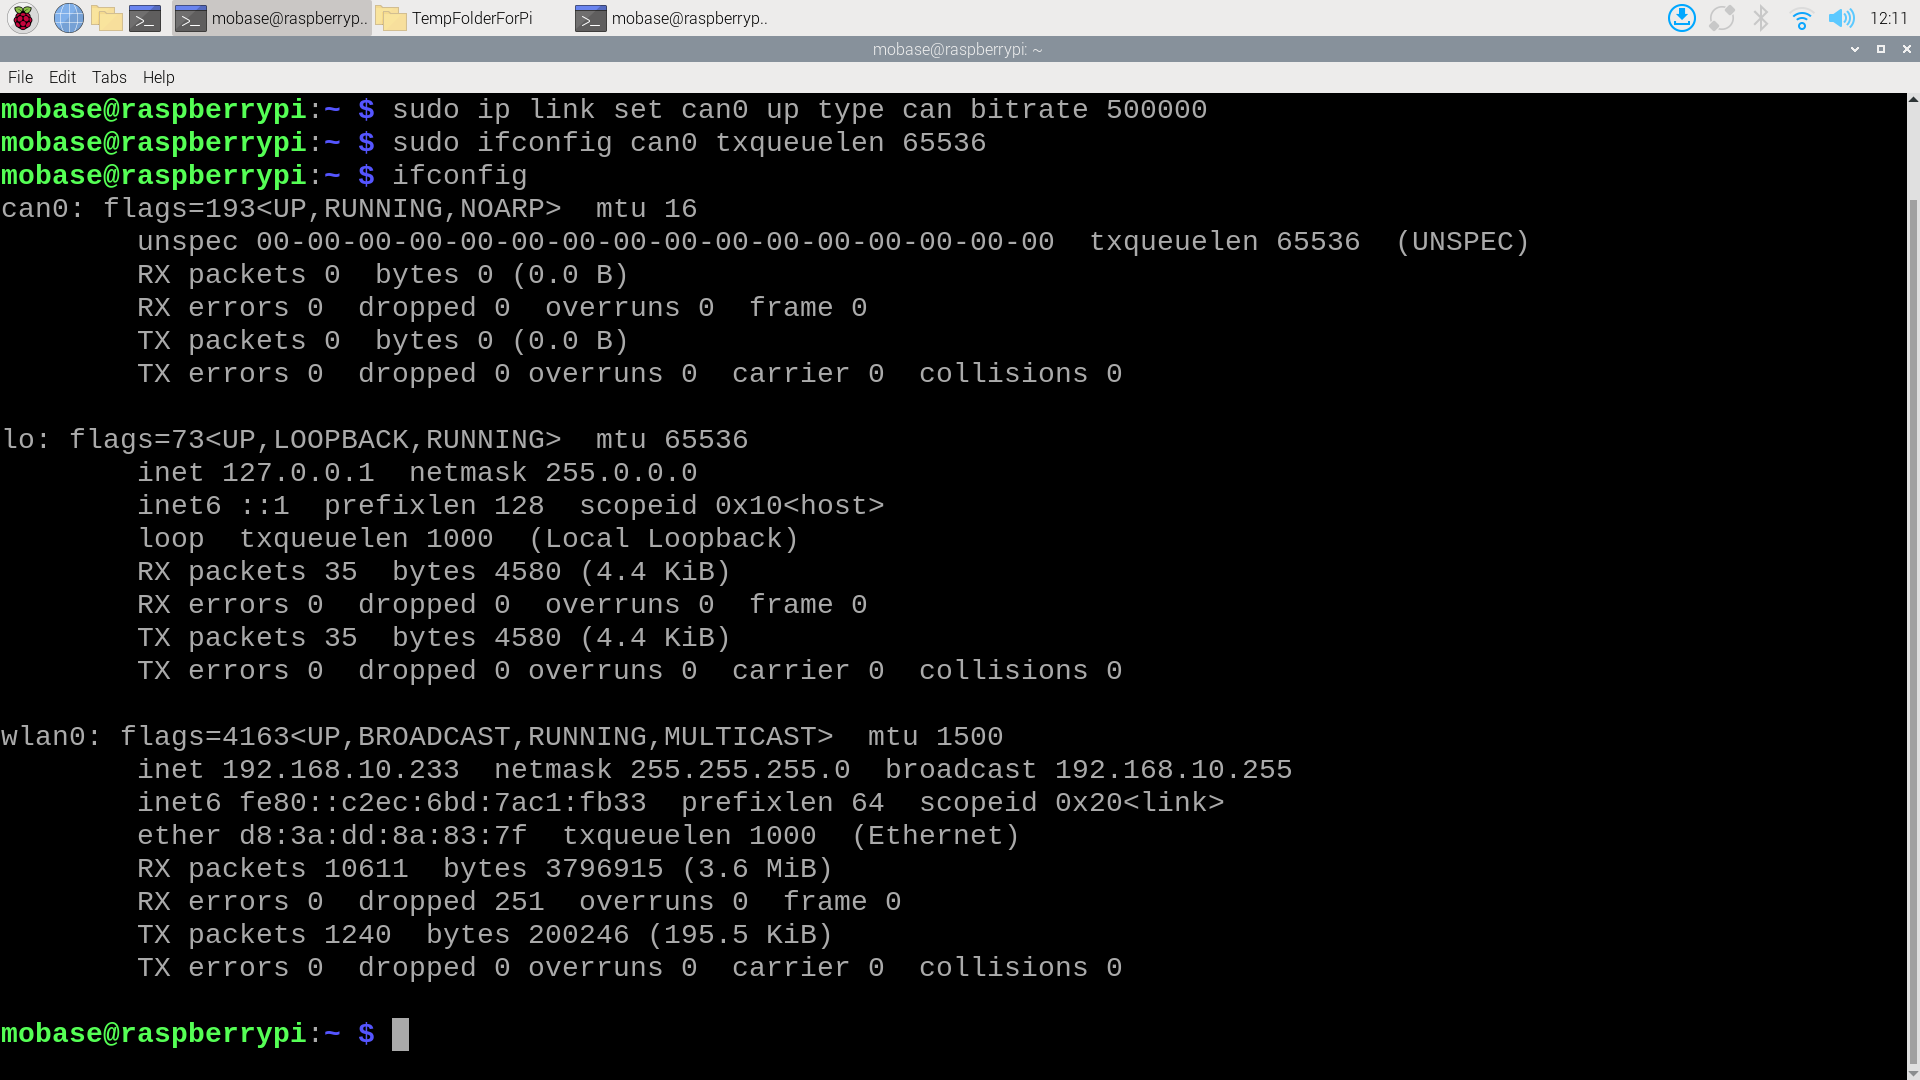 mobase@raspberryp.. TempFolderForPi mobase@raspberryp.. 12:11
mobase@raspberrypi: ~
File Edit Tabs Help
mobase@raspberrypi:~ $ sudo ip link set can0 up type can bitrate 500000
mobase@raspberrypi:~ $ sudo ifconfig can0 txqueuelen 65536
mobase@raspberrypi:~ $ ifconfig
can0: flags=193<UP,RUNNING,NOARP>  mtu 16
        unspec 00-00-00-00-00-00-00-00-00-00-00-00-00-00-00-00  txqueuelen 65536  (UNSPEC)
        RX packets 0  bytes 0 (0.0 B)
        RX errors 0  dropped 0  overruns 0  frame 0
        TX packets 0  bytes 0 (0.0 B)
        TX errors 0  dropped 0 overruns 0  carrier 0  collisions 0

lo: flags=73<UP,LOOPBACK,RUNNING>  mtu 65536
        inet 127.0.0.1  netmask 255.0.0.0
        inet6 ::1  prefixlen 128  scopeid 0x10<host>
        loop  txqueuelen 1000  (Local Loopback)
        RX packets 35  bytes 4580 (4.4 KiB)
        RX errors 0  dropped 0  overruns 0  frame 0
        TX packets 35  bytes 4580 (4.4 KiB)
        TX errors 0  dropped 0 overruns 0  carrier 0  collisions 0

wlan0: flags=4163<UP,BROADCAST,RUNNING,MULTICAST>  mtu 1500
        inet 192.168.10.233  netmask 255.255.255.0  broadcast 192.168.10.255
        inet6 fe80::c2ec:6bd:7ac1:fb33  prefixlen 64  scopeid 0x20<link>
        ether d8:3a:dd:8a:83:7f  txqueuelen 1000  (Ethernet)
        RX packets 10611  bytes 3796915 (3.6 MiB)
        RX errors 0  dropped 251  overruns 0  frame 0
        TX packets 1240  bytes 200246 (195.5 KiB)
        TX errors 0  dropped 0 overruns 0  carrier 0  collisions 0

mobase@raspberrypi:~ $